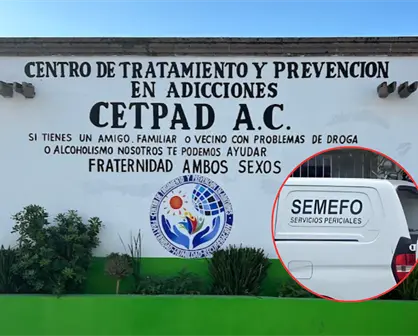 CENTRO DE TRATAMIENTO Y PREVENCION
EN ADICCIONES
CETPAD A.C.
SI TIENES UN AMIGO, FAMILIAR O VECINO CON PROBLEMAS DE DROGA
O ALCOHOLISMO NOSOTROS TE PODEMOS AYUDAR
FRATERNIDAD AMBOS SEXOS
SEMEFO
SERVICIOS PERICIALES